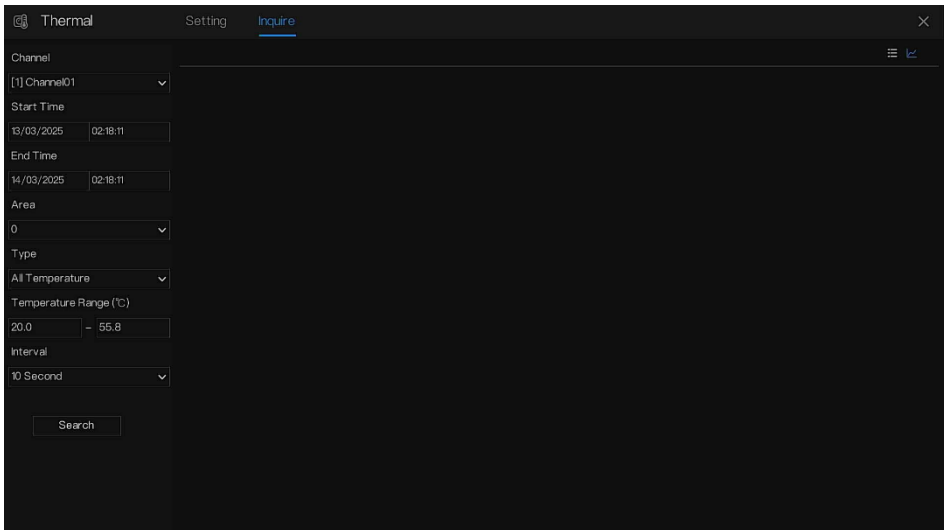 Thermal Setting Inquire
Channel
[1] Channel01
Start Time
13/03/2025 02:18:11
End Time
14/03/2025 02:18:11
Area
0
Type
All Temperature
Temperature Range (℃)
20.0 – 55.8
Interval
10 Second
Search